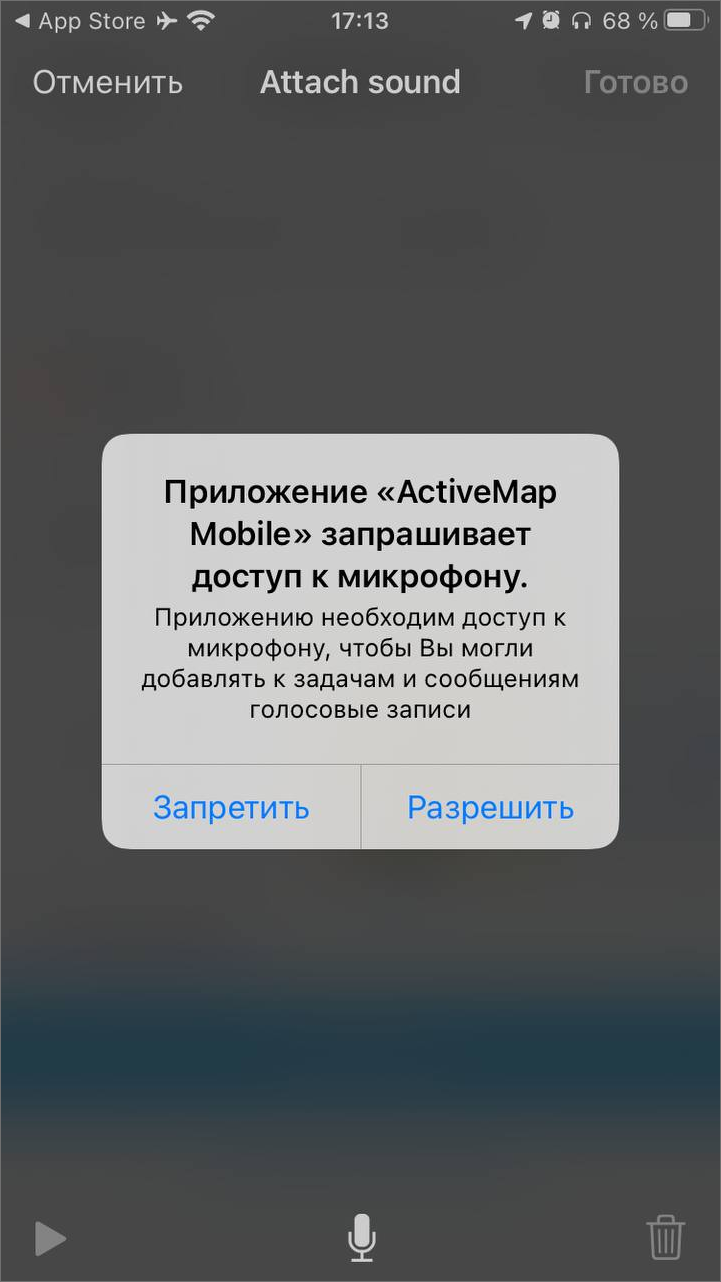 App Store 17:13 68 %
Отменить Attach sound Готово
Приложение «ActiveMap
Mobile» запрашивает
доступ к микрофону.
Приложению необходим доступ к
микрофону, чтобы Вы могли
добавлять к задачам и сообщениям
голосовые записи
Запретить Разрешить